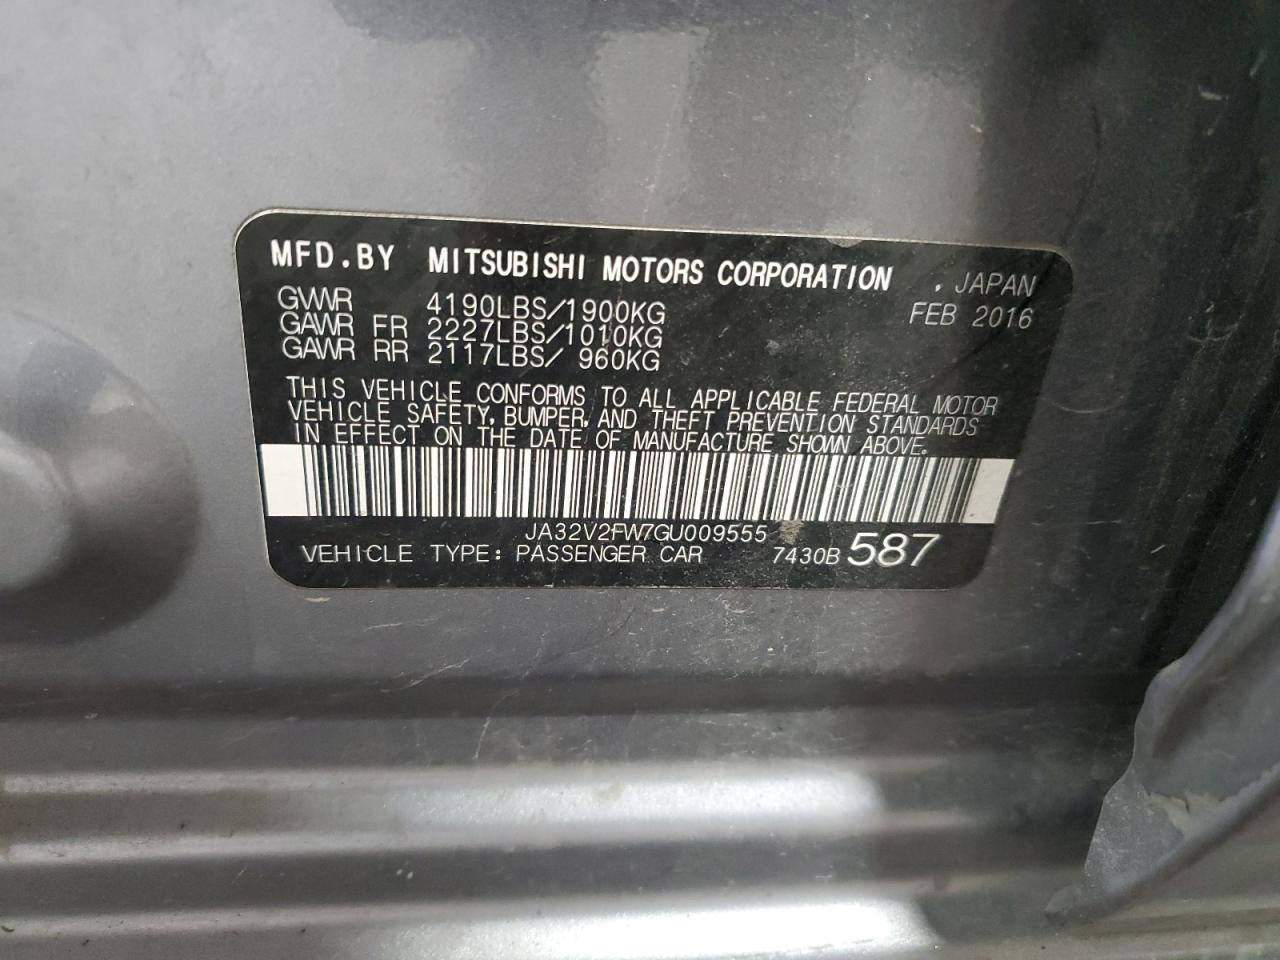 MFD.BY MITSUBISHI MOTORS CORPORATION . JAPAN
GVWR 4190LBS/1900KG FEB 2016
GAWR FR 2227LBS/1010KG
GAWR RR 2117LBS/ 960KG
THIS VEHICLE CONFORMS TO ALL APPLICABLE FEDERAL MOTOR
VEHICLE SAFETY, BUMPER, AND THEFT PREVENTION STANDARDS
IN EFFECT ON THE DATE OF MANUFACTURE SHOWN ABOVE.
JA32V2FW7GU009555
VEHICLE TYPE: PASSENGER CAR 7430B 587